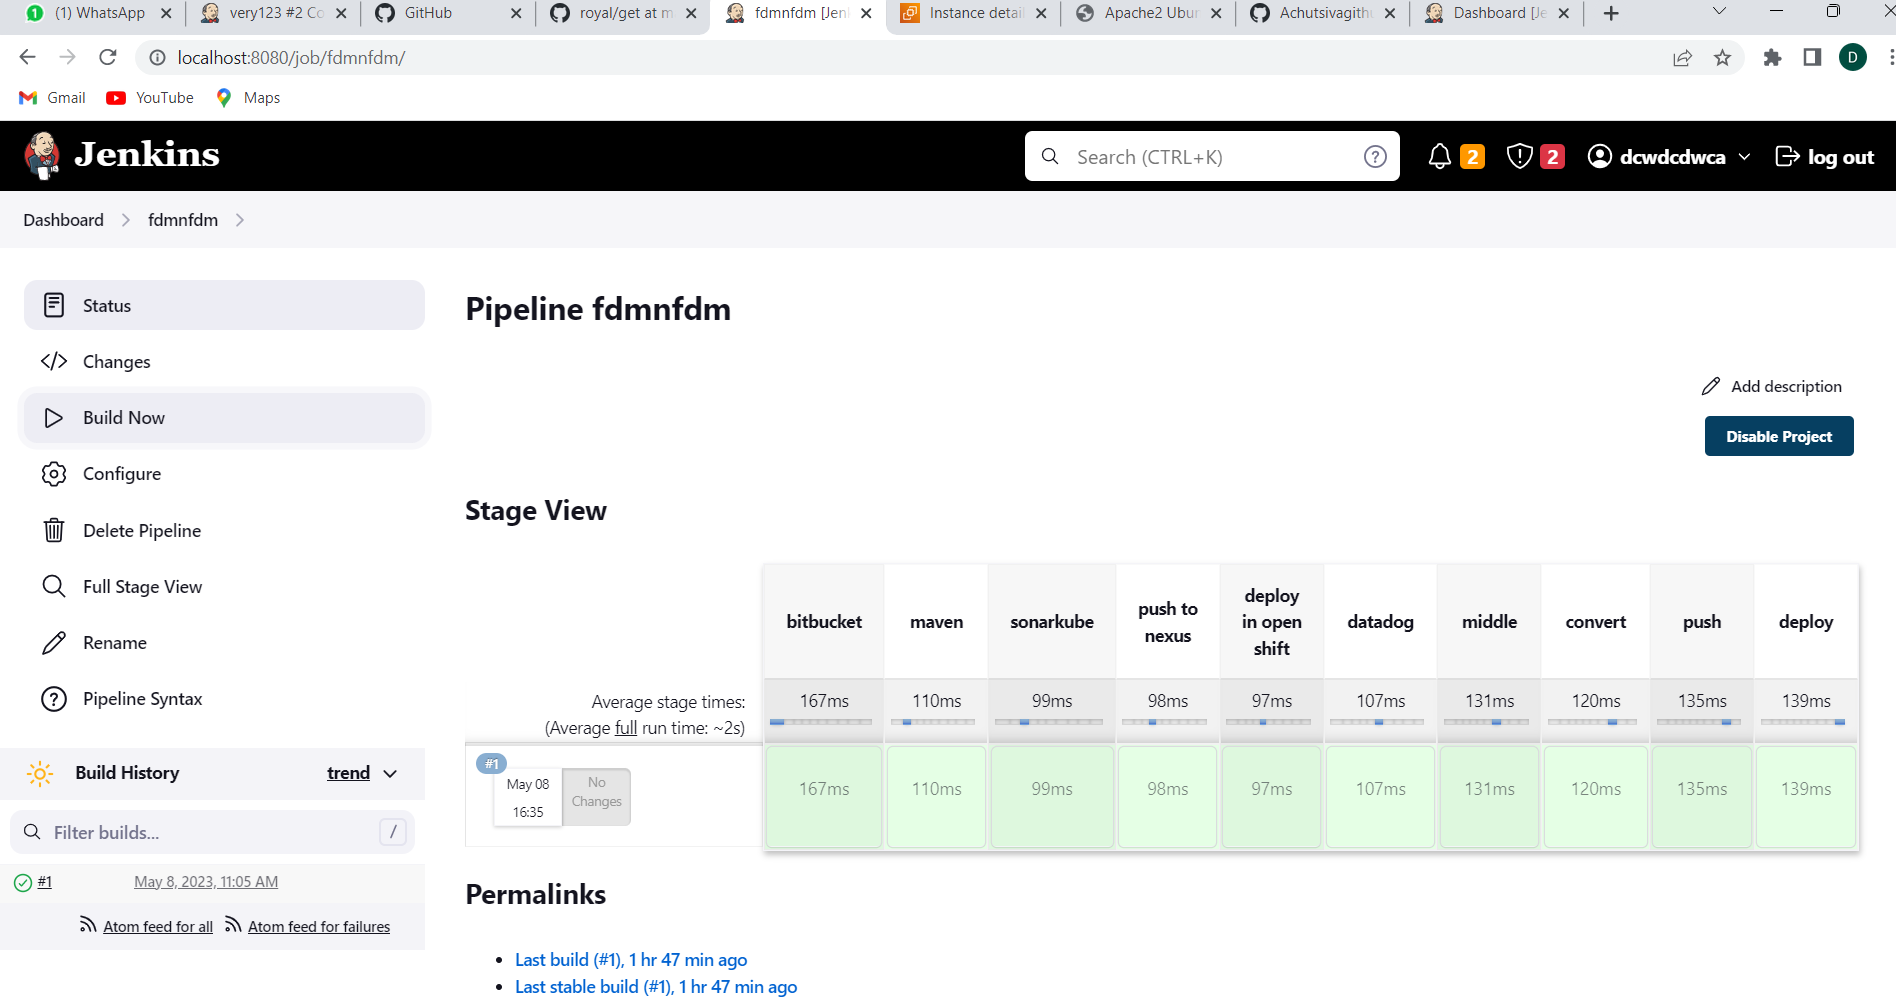 (1) WhatsApp
very123 #2 Co
GitHub
royal/get at m
fdmnfdm [Jen
Instance detail
Apache2 Ubu
Achutsivagith
Dashboard [Je
localhost:8080/job/fdmnfdm/
D
Gmail YouTube Maps
Jenkins
Search (CTRL+K)
2
2
dcwdcdwca
log out
Dashboard
fdmnfdm
Status
Changes
Build Now
Configure
Delete Pipeline
Full Stage View
Rename
Pipeline Syntax
Build History
trend
Filter builds...
/
#1
May 8, 2023, 11:05 AM
Atom feed for all
Atom feed for failures
Pipeline fdmnfdm
Add description
Disable Project
Stage View
bitbucket
maven
sonarkube
push to
nexus
deploy
in open
shift
datadog
middle
convert
push
deploy
Average stage times:
(Average full run time: ~2s)
167ms 110ms 99ms 98ms 97ms 107ms 131ms 120ms 135ms 139ms
#1
May 08
16:35
No
Changes
167ms 110ms 99ms 98ms 97ms 107ms 131ms 120ms 135ms 139ms
Permalinks
Last build (#1), 1 hr 47 min ago
Last stable build (#1), 1 hr 47 min ago